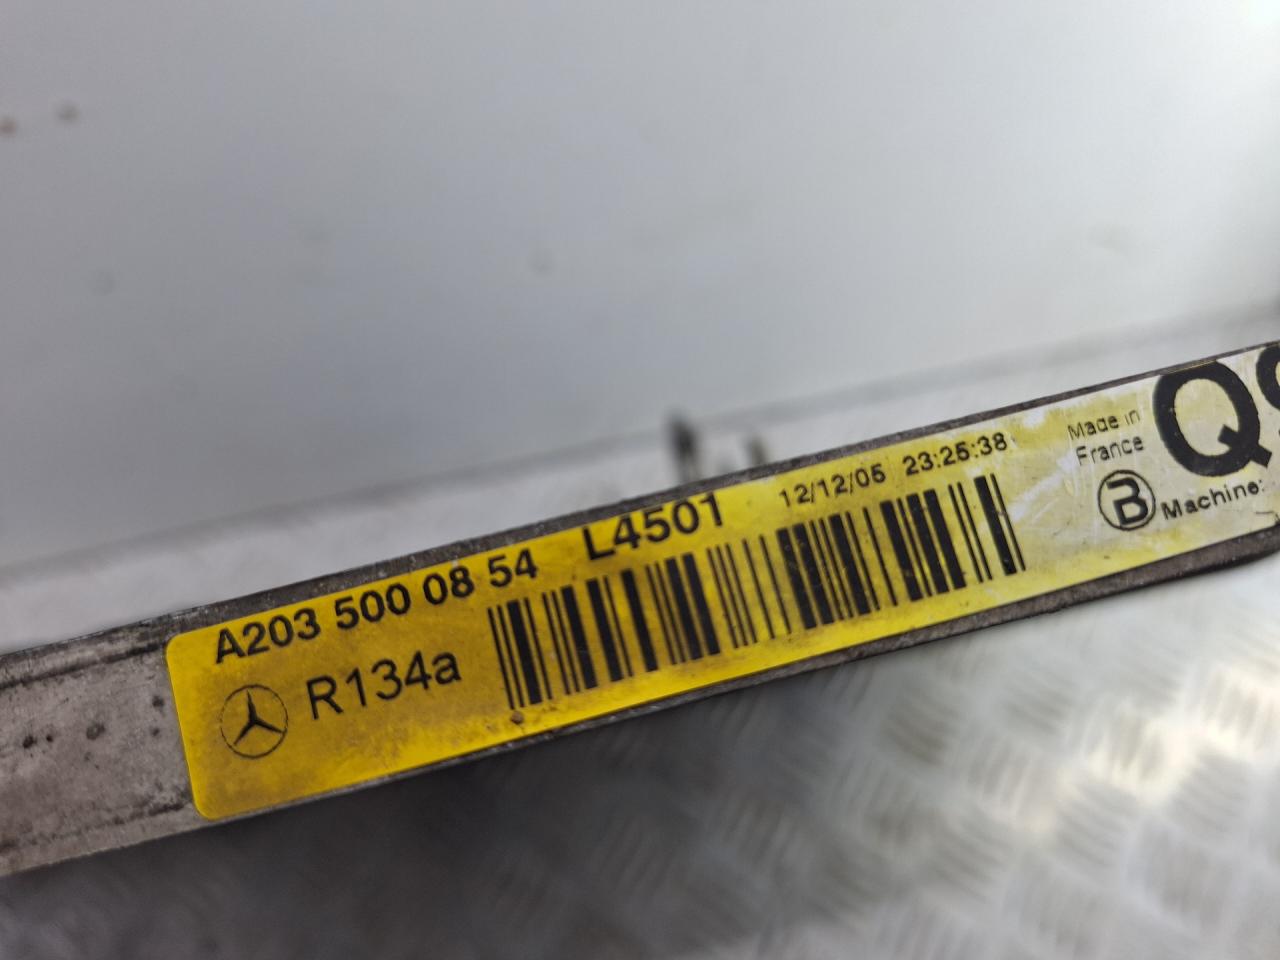 A203 500 08 54 L4501 12/12/05 23:25:38
R134a
Made in
France
B Machine:
Q